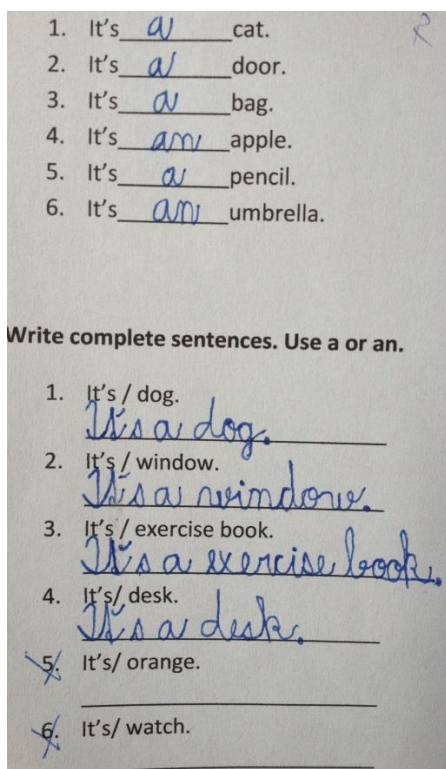 1. It's a cat.
2. It's a door.
3. It's a bag.
4. It's an apple.
5. It's a pencil.
6. It's an umbrella.
Write complete sentences. Use a or an.
1. It's / dog.
It's a dog.
2. It's / window.
It's a window.
3. It's / exercise book.
It's a exercise book.
4. It's/ desk.
It's a desk.
5. It's/ orange.
6. It's/ watch.